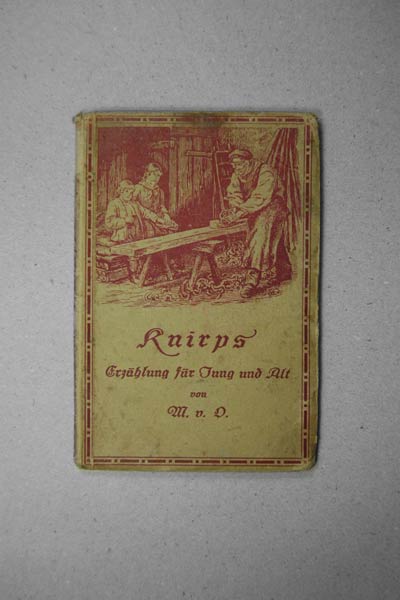 Knirps
Erzählung für Jung und Alt
von
M. v. O.